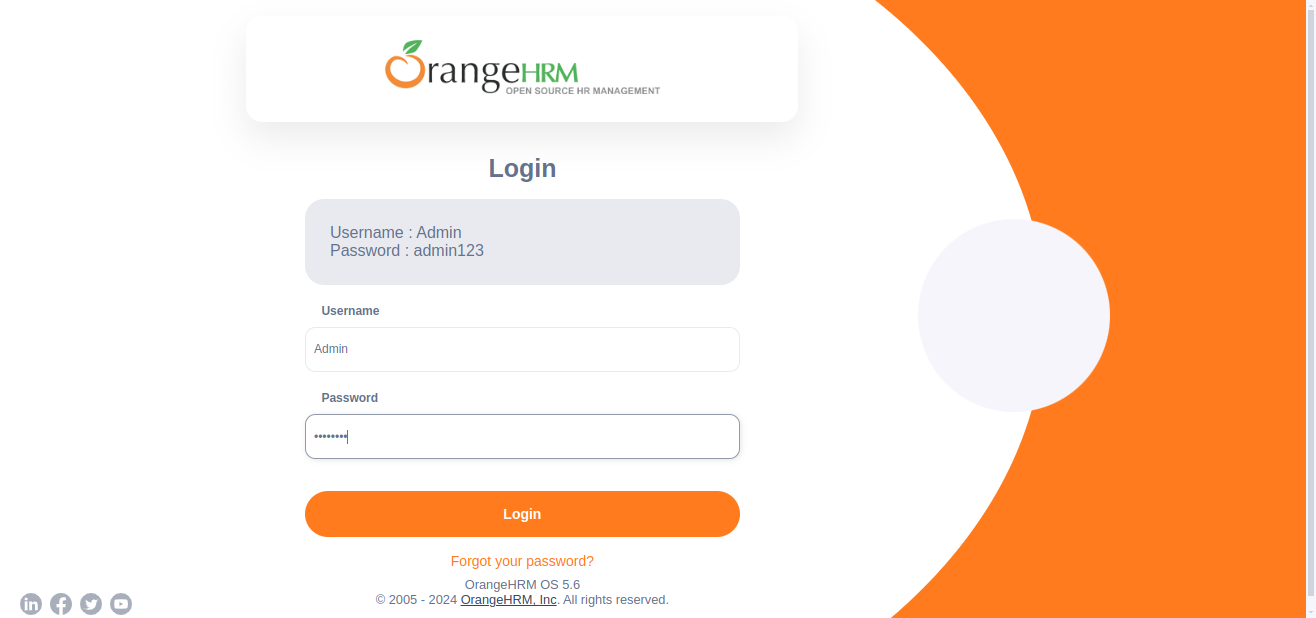 OrangeHRM
OPEN SOURCE HR MANAGEMENT
Login
Username : Admin
Password : admin123
Username
Admin
Password
••••••••
Login
Forgot your password?
OrangeHRM OS 5.6
© 2005 - 2024 OrangeHRM, Inc. All rights reserved.